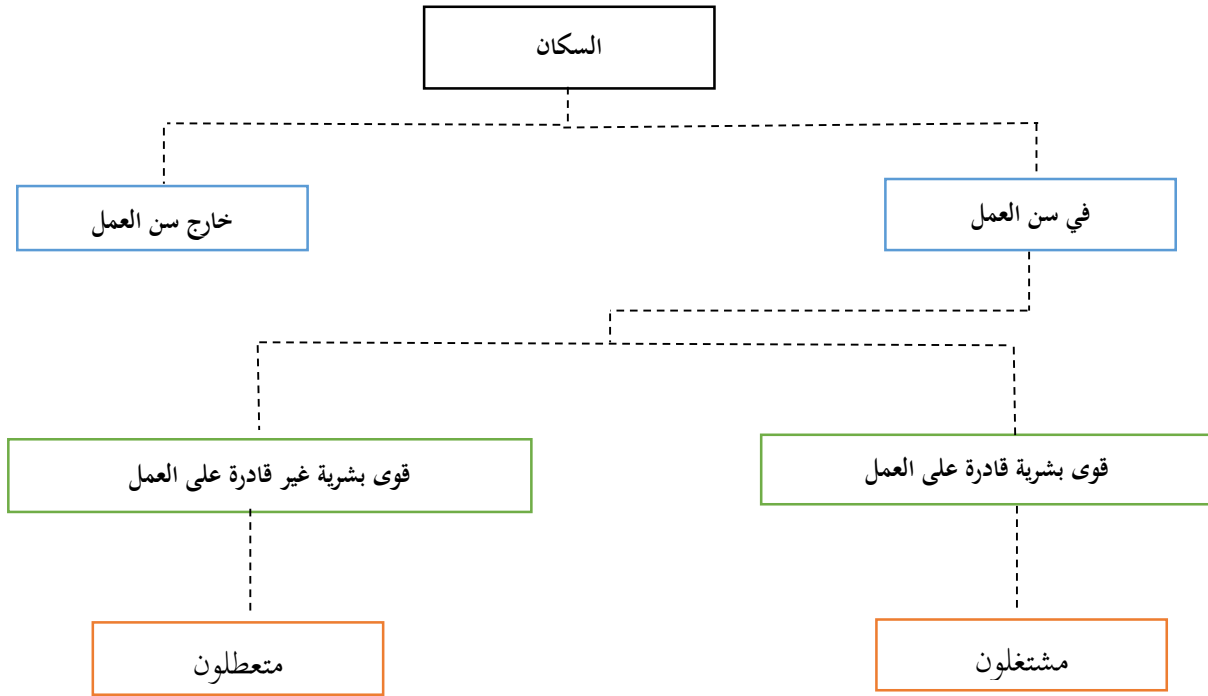 السكان
في سن العمل
خارج سن العمل
قوى بشرية قادرة على العمل
قوى بشرية غير قادرة على العمل
مشتغلون
متعطلون